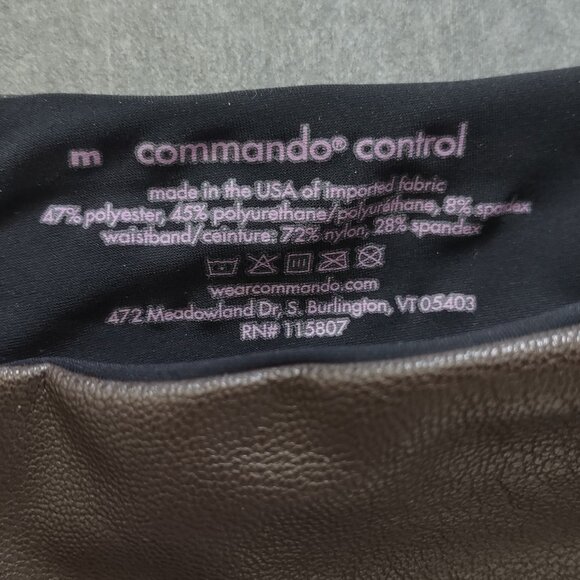 m commando® control
made in the USA of imported fabric
47% polyester, 45% polyurethane/polyuréthane, 8% spandex
waistband/ceinture: 72% nylon, 28% spandex
wearcommando.com
472 Meadowland Dr, S. Burlington, VT 05403
RN# 115807